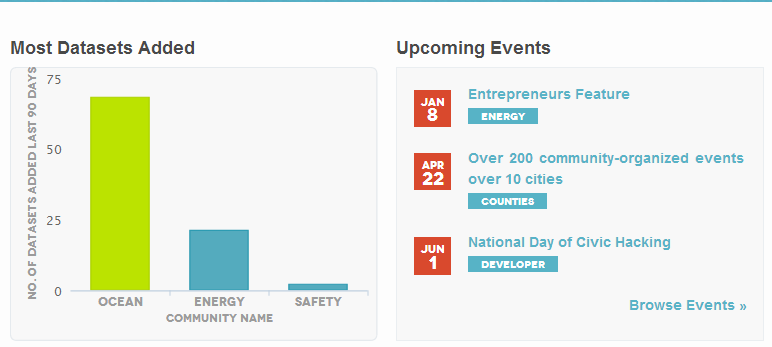 Most Datasets Added
NO. OF DATASETS ADDED LAST 90 DAYS
75
50
25
0
OCEAN
ENERGY
SAFETY
COMMUNITY NAME
Upcoming Events
JAN
8
Entrepreneurs Feature
ENERGY
APR
22
Over 200 community-organized events
over 10 cities
COUNTIES
JUN
1
National Day of Civic Hacking
DEVELOPER
Browse Events »